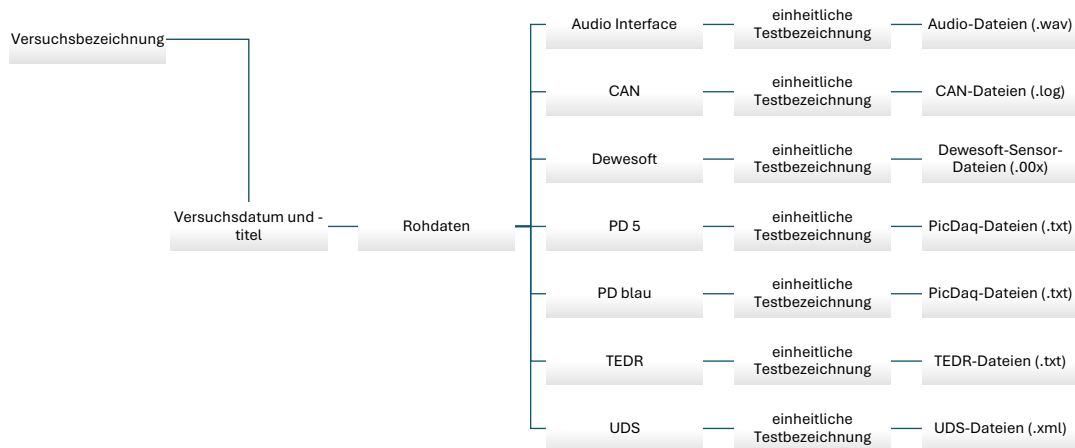 Versuchsbezeichnung
Versuchsdatum und -
titel
Rohdaten
Audio Interface
einheitliche
Testbezeichnung
Audio-Dateien (.wav)
CAN
einheitliche
Testbezeichnung
CAN-Dateien (.log)
Dewesoft
einheitliche
Testbezeichnung
Dewesoft-Sensor-
Dateien (.00x)
PD 5
einheitliche
Testbezeichnung
PicDaq-Dateien (.txt)
PD blau
einheitliche
Testbezeichnung
PicDaq-Dateien (.txt)
TEDR
einheitliche
Testbezeichnung
TEDR-Dateien (.txt)
UDS
einheitliche
Testbezeichnung
UDS-Dateien (.xml)